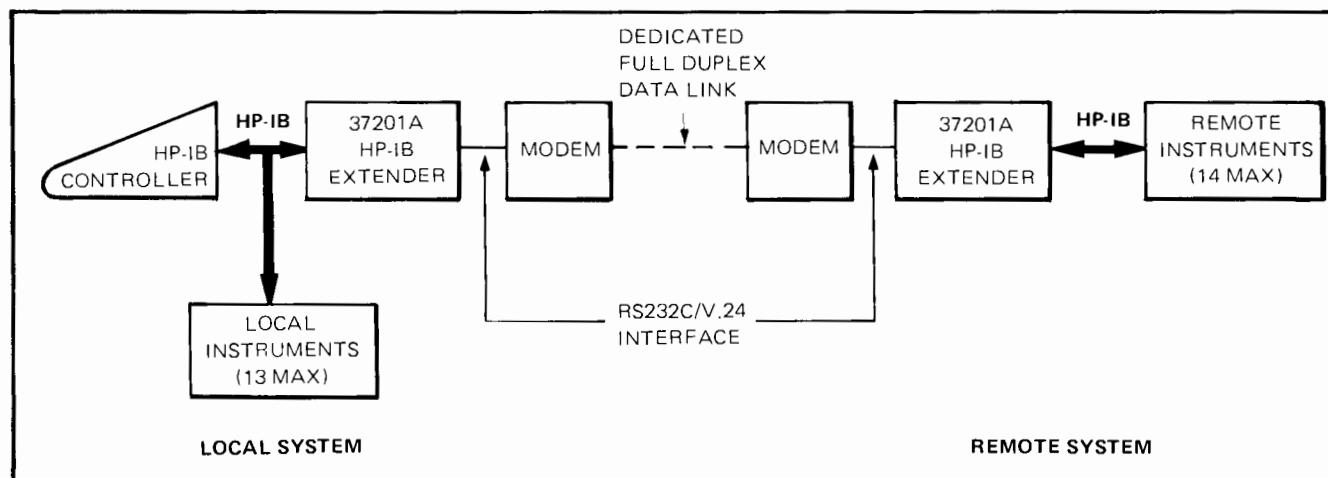 DEDICATED
FULL DUPLEX
DATA LINK
HP-IB
CONTROLLER
HP-IB
37201A
HP-IB
EXTENDER
MODEM
MODEM
37201A
HP-IB
EXTENDER
HP-IB
REMOTE
INSTRUMENTS
(14 MAX)
LOCAL
INSTRUMENTS
(13 MAX)
RS232C/V.24
INTERFACE
LOCAL SYSTEM
REMOTE SYSTEM